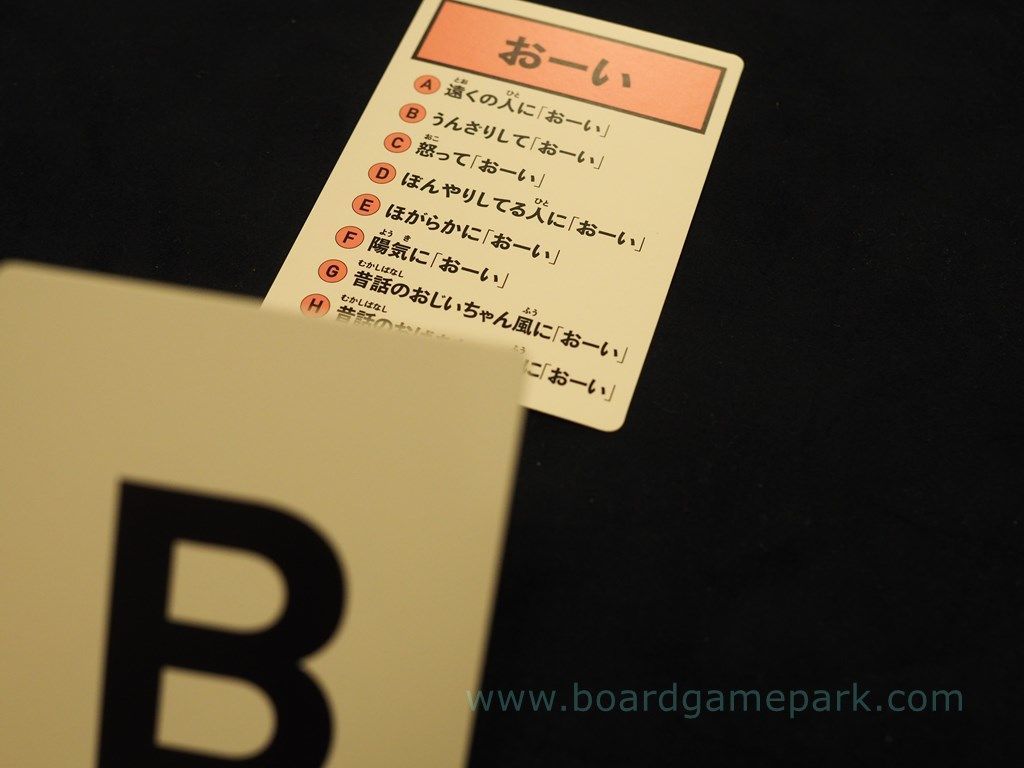 おーい
A 遠くの人に「おーい」
B うんざりして「おーい」
C 怒って「おーい」
D ぼんやりしてる人に「おーい」
E ほがらかに「おーい」
F 陽気に「おーい」
G 昔話のおじいちゃん風に「おーい」
H 昔話のおばあ に「おーい」
B
www.boardgamepark.com